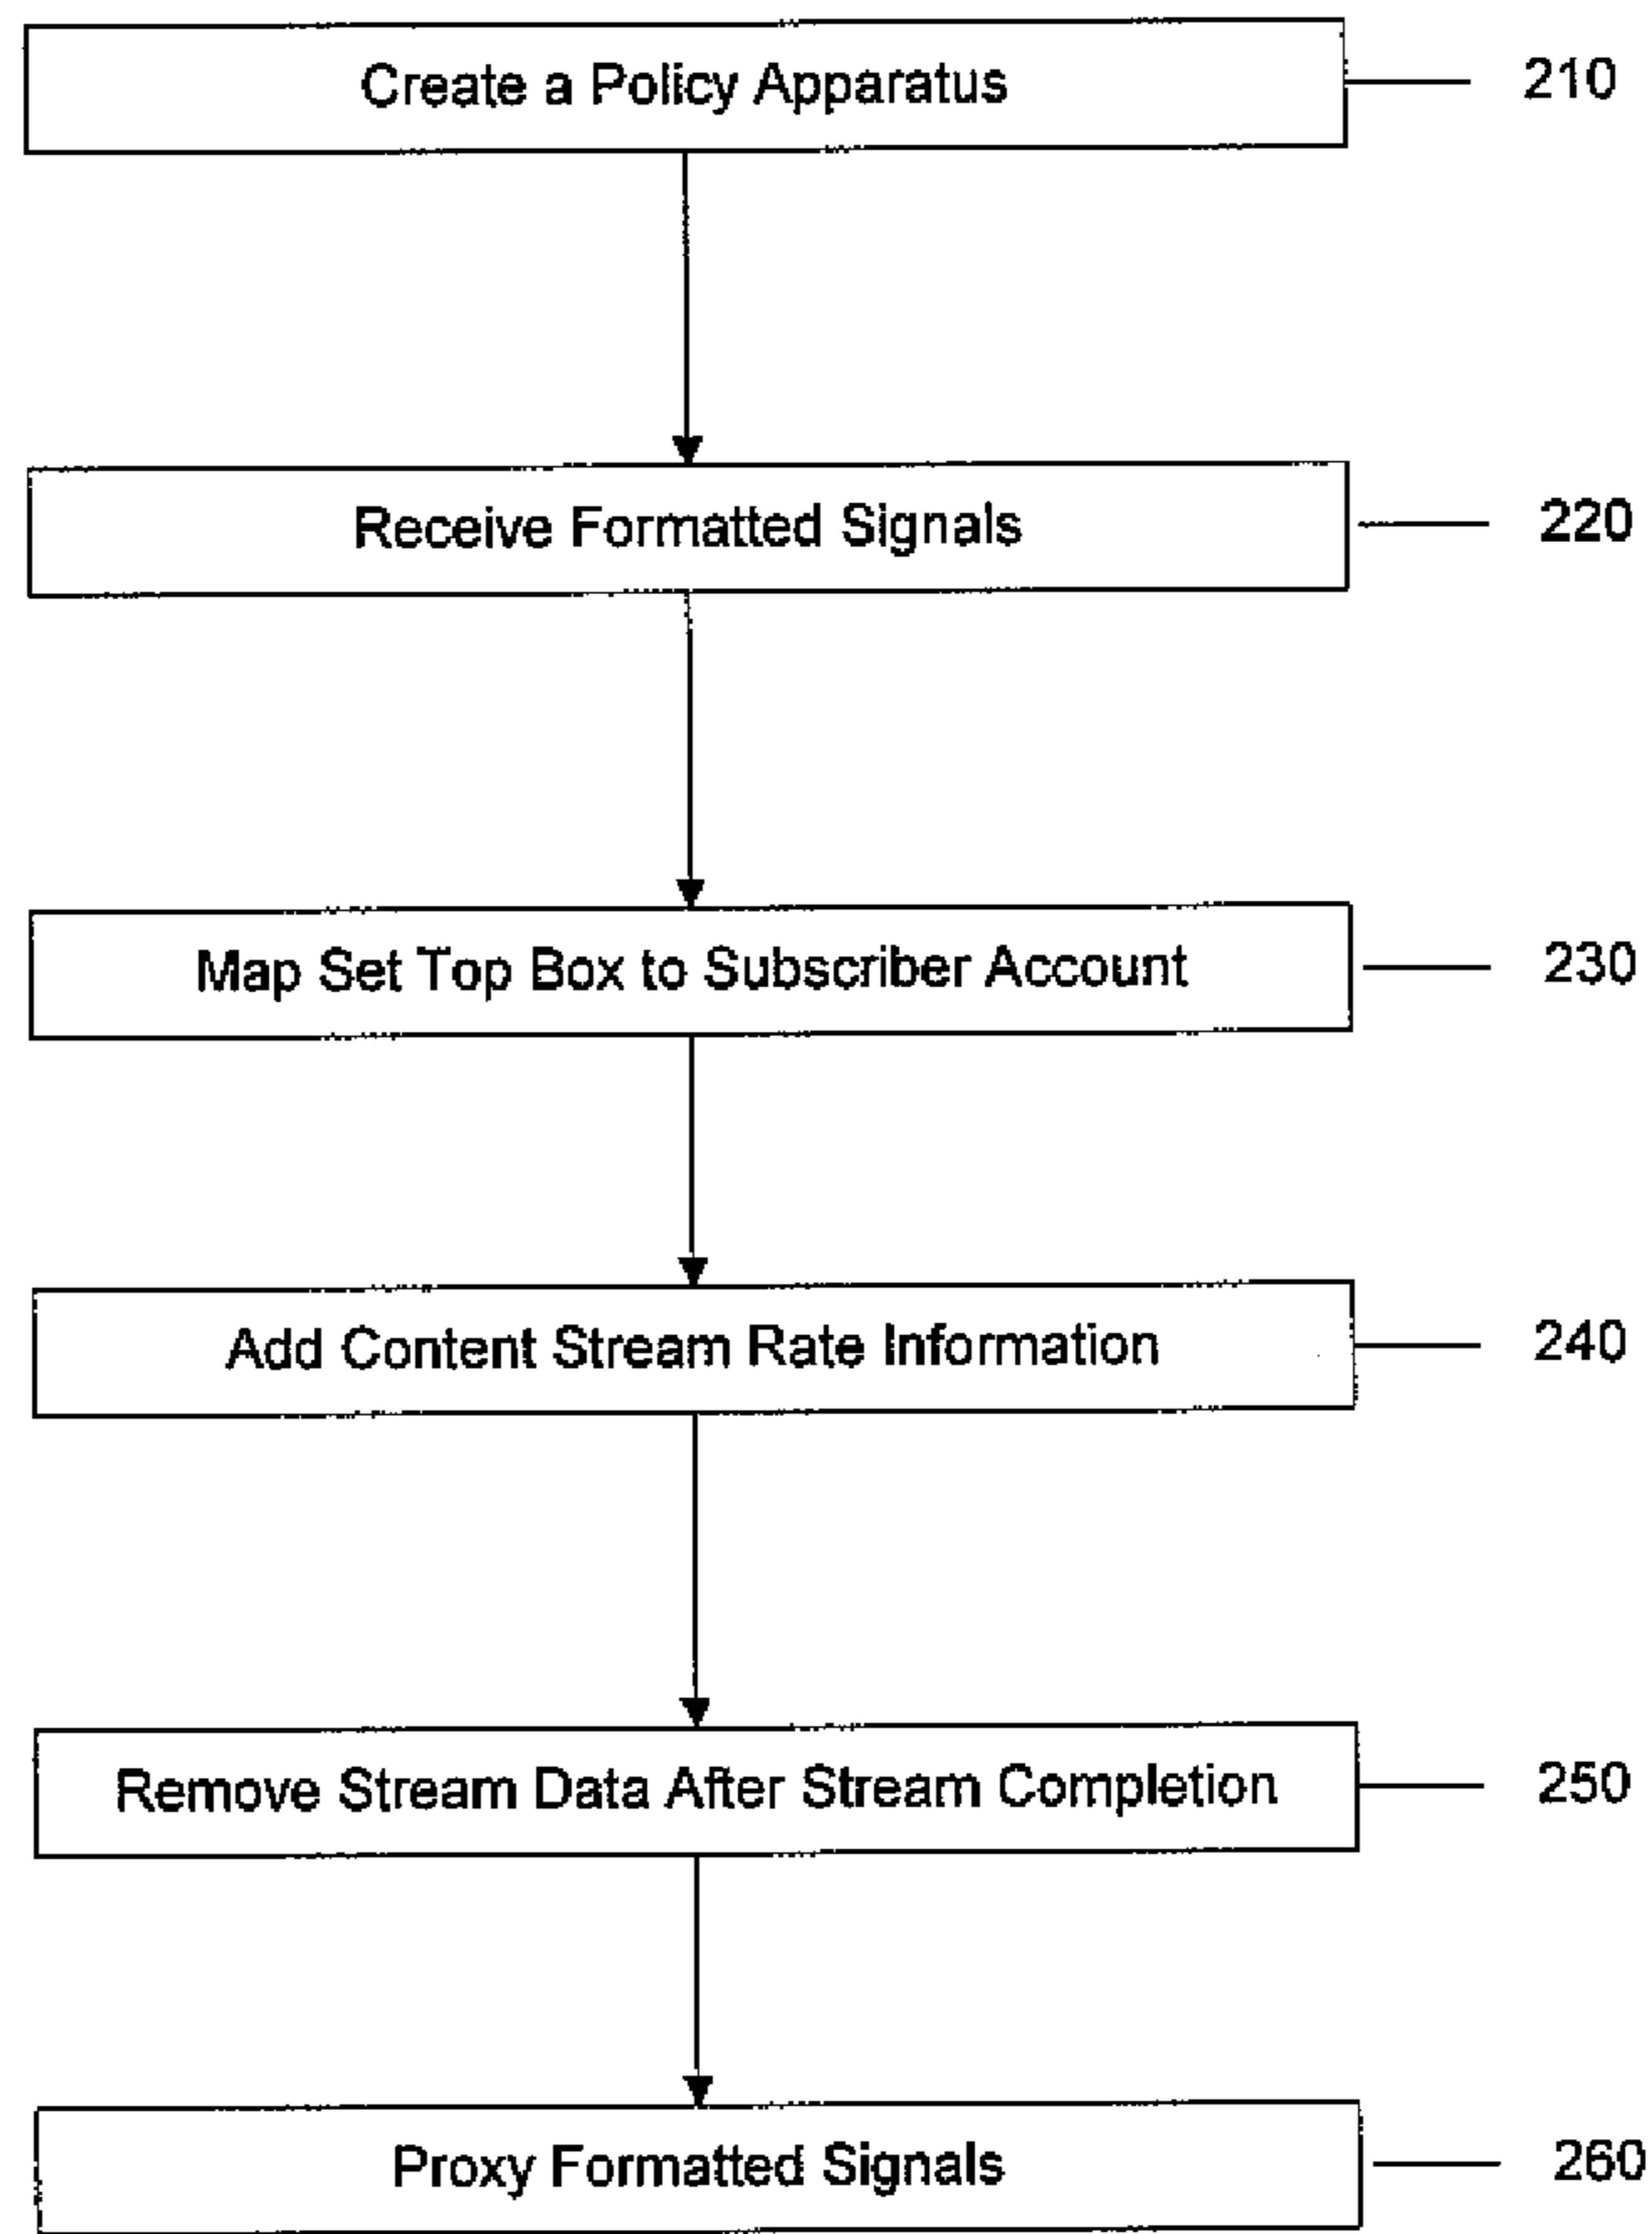 Create a Policy Apparatus 210
Receive Formatted Signals 220
Map Set Top Box to Subscriber Account 230
Add Content Stream Rate Information 240
Remove Stream Data After Stream Completion 250
Proxy Formatted Signals 260